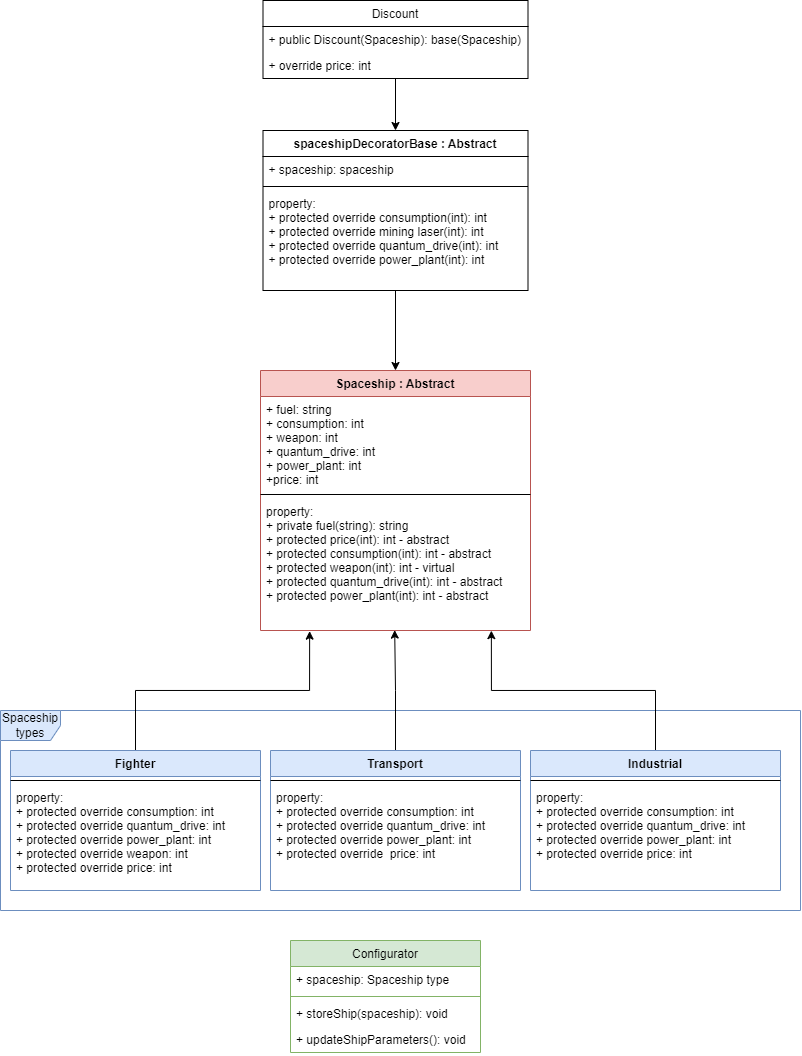 Discount
+ public Discount(Spaceship): base(Spaceship)
+ override price: int
spaceshipDecoratorBase : Abstract
+ spaceship: spaceship
property:
+ protected override consumption(int): int
+ protected override mining laser(int): int
+ protected override quantum_drive(int): int
+ protected override power_plant(int): int
Spaceship : Abstract
+ fuel: string
+ consumption: int
+ weapon: int
+ quantum_drive: int
+ power_plant: int
+price: int
property:
+ private fuel(string): string
+ protected price(int): int - abstract
+ protected consumption(int): int - abstract
+ protected weapon(int): int - virtual
+ protected quantum_drive(int): int - abstract
+ protected power_plant(int): int - abstract
Spaceship
types
Fighter
property:
+ protected override consumption: int
+ protected override quantum_drive: int
+ protected override power_plant: int
+ protected override weapon: int
+ protected override price: int
Transport
property:
+ protected override consumption: int
+ protected override quantum_drive: int
+ protected override power_plant: int
+ protected override  price: int
Industrial
property:
+ protected override consumption: int
+ protected override quantum_drive: int
+ protected override power_plant: int
+ protected override price: int
Configurator
+ spaceship: Spaceship type
+ storeShip(spaceship): void
+ updateShipParameters(): void